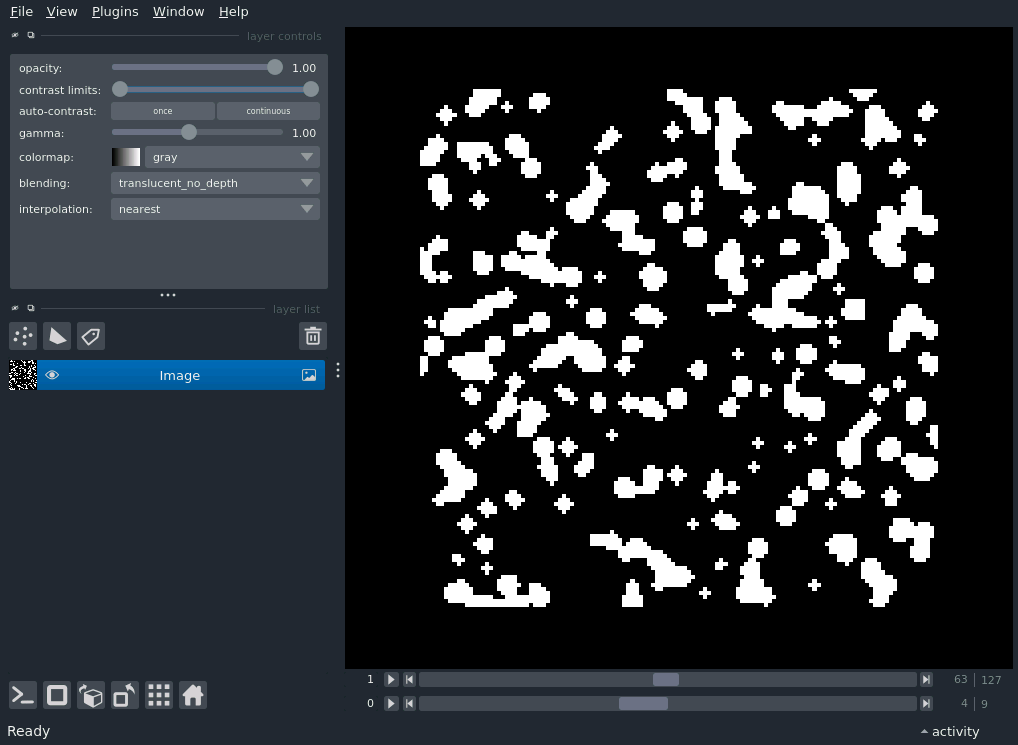 File View Plugins Window Help
layer controls
opacity: 1.00
contrast limits:
auto-contrast: once continuous
gamma: 1.00
colormap: gray
blending: translucent_no_depth
interpolation: nearest
layer list
Image
1 63 127
0 4 9
Ready activity